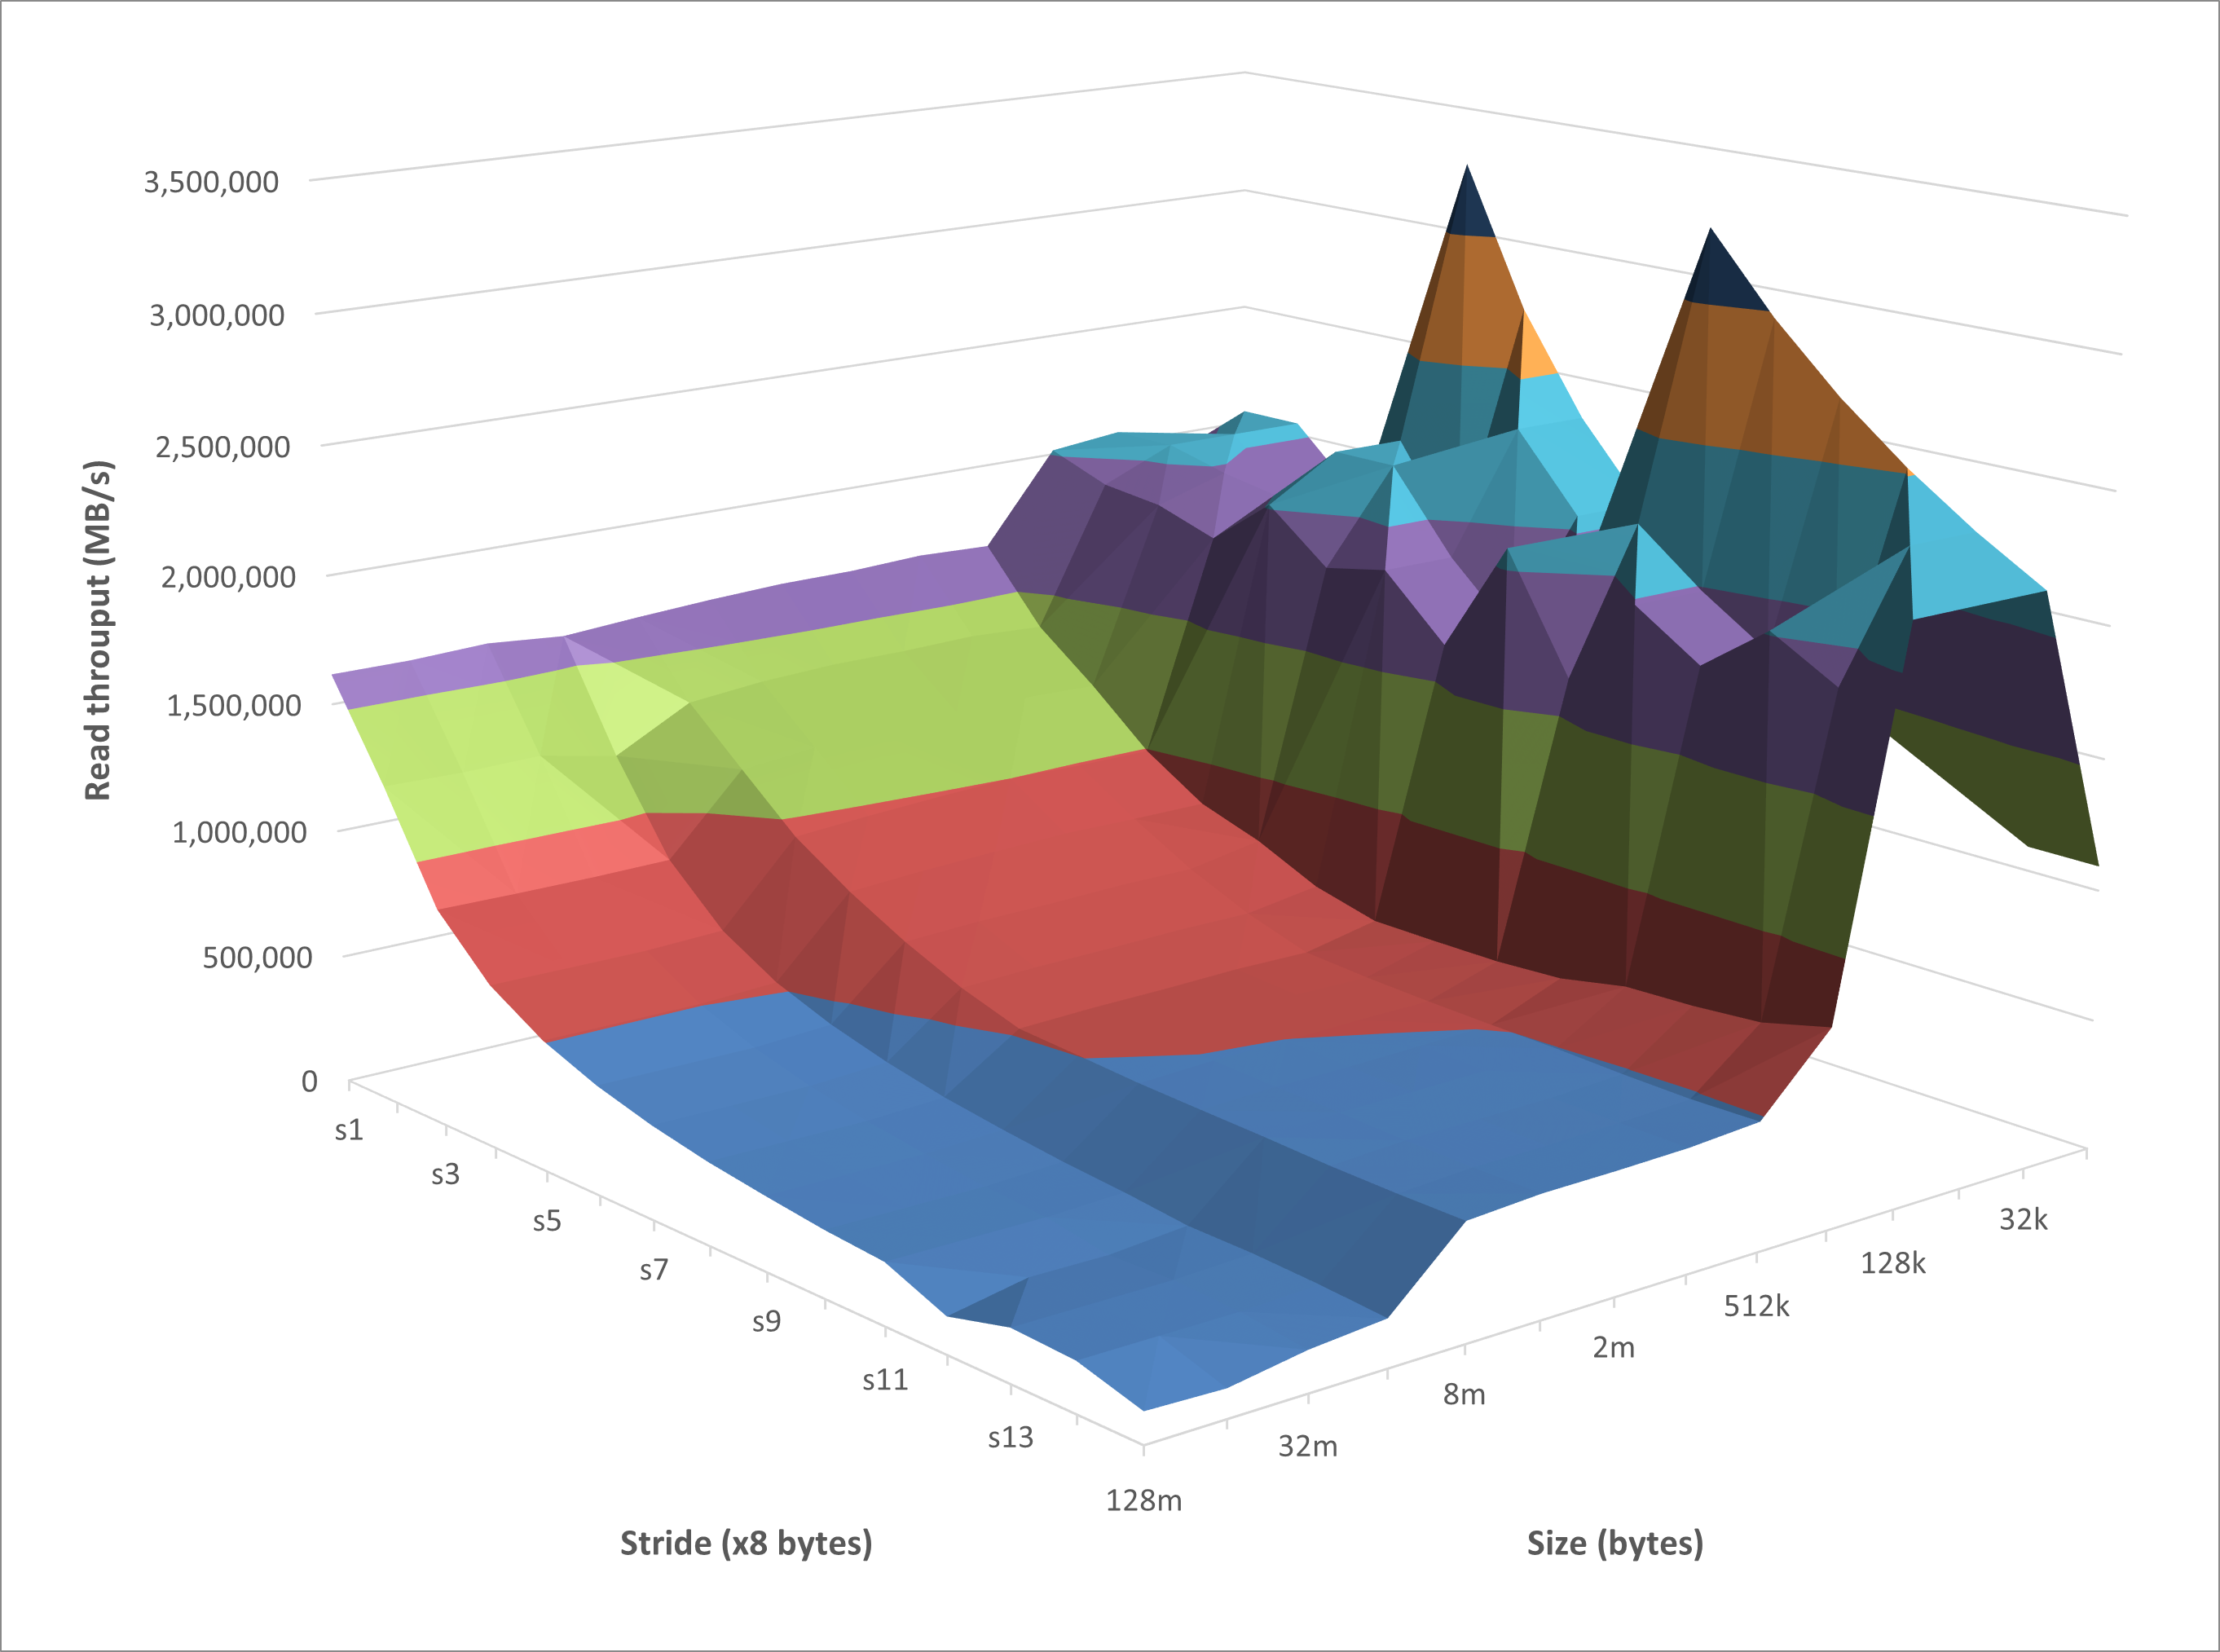 3,500,000
3,000,000
2,500,000
2,000,000
1,500,000
1,000,000
500,000
0
Read throuput (MB/s)
s1
s3
s5
s7
s9
s11
s13
128m
32m
8m
2m
512k
128k
32k
Stride (x8 bytes)
Size (bytes)